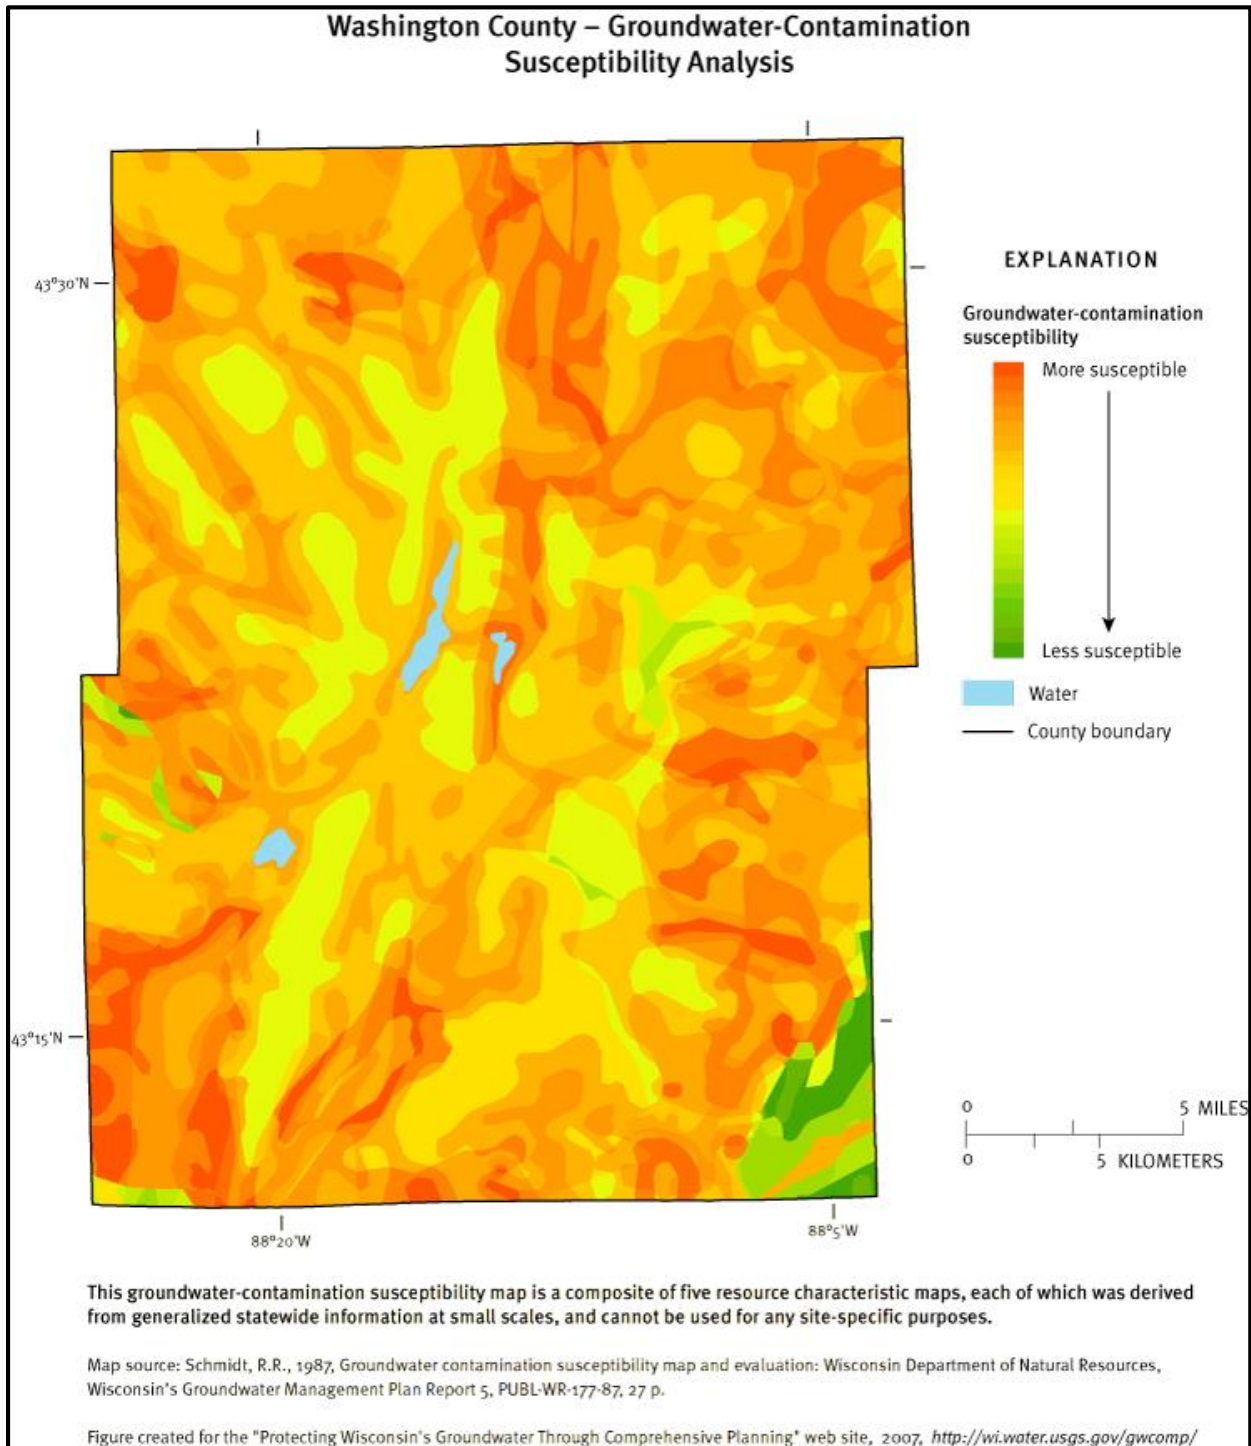 Washington County – Groundwater-Contamination
Susceptibility Analysis
43°30'N
EXPLANATION
Groundwater-contamination
susceptibility
More susceptible
Less susceptible
Water
County boundary
43°15'N
0 5 MILES
0 5 KILOMETERS
88°20'W
88°5'W
This groundwater-contamination susceptibility map is a composite of five resource characteristic maps, each of which was derived
from generalized statewide information at small scales, and cannot be used for any site-specific purposes.
Map source: Schmidt, R.R., 1987, Groundwater contamination susceptibility map and evaluation: Wisconsin Department of Natural Resources,
Wisconsin's Groundwater Management Plan Report 5, PUBL-WR-177-87, 27 p.
Figure created for the "Protecting Wisconsin's Groundwater Through Comprehensive Planning" web site, 2007, http://wi.water.usgs.gov/gwcomp/